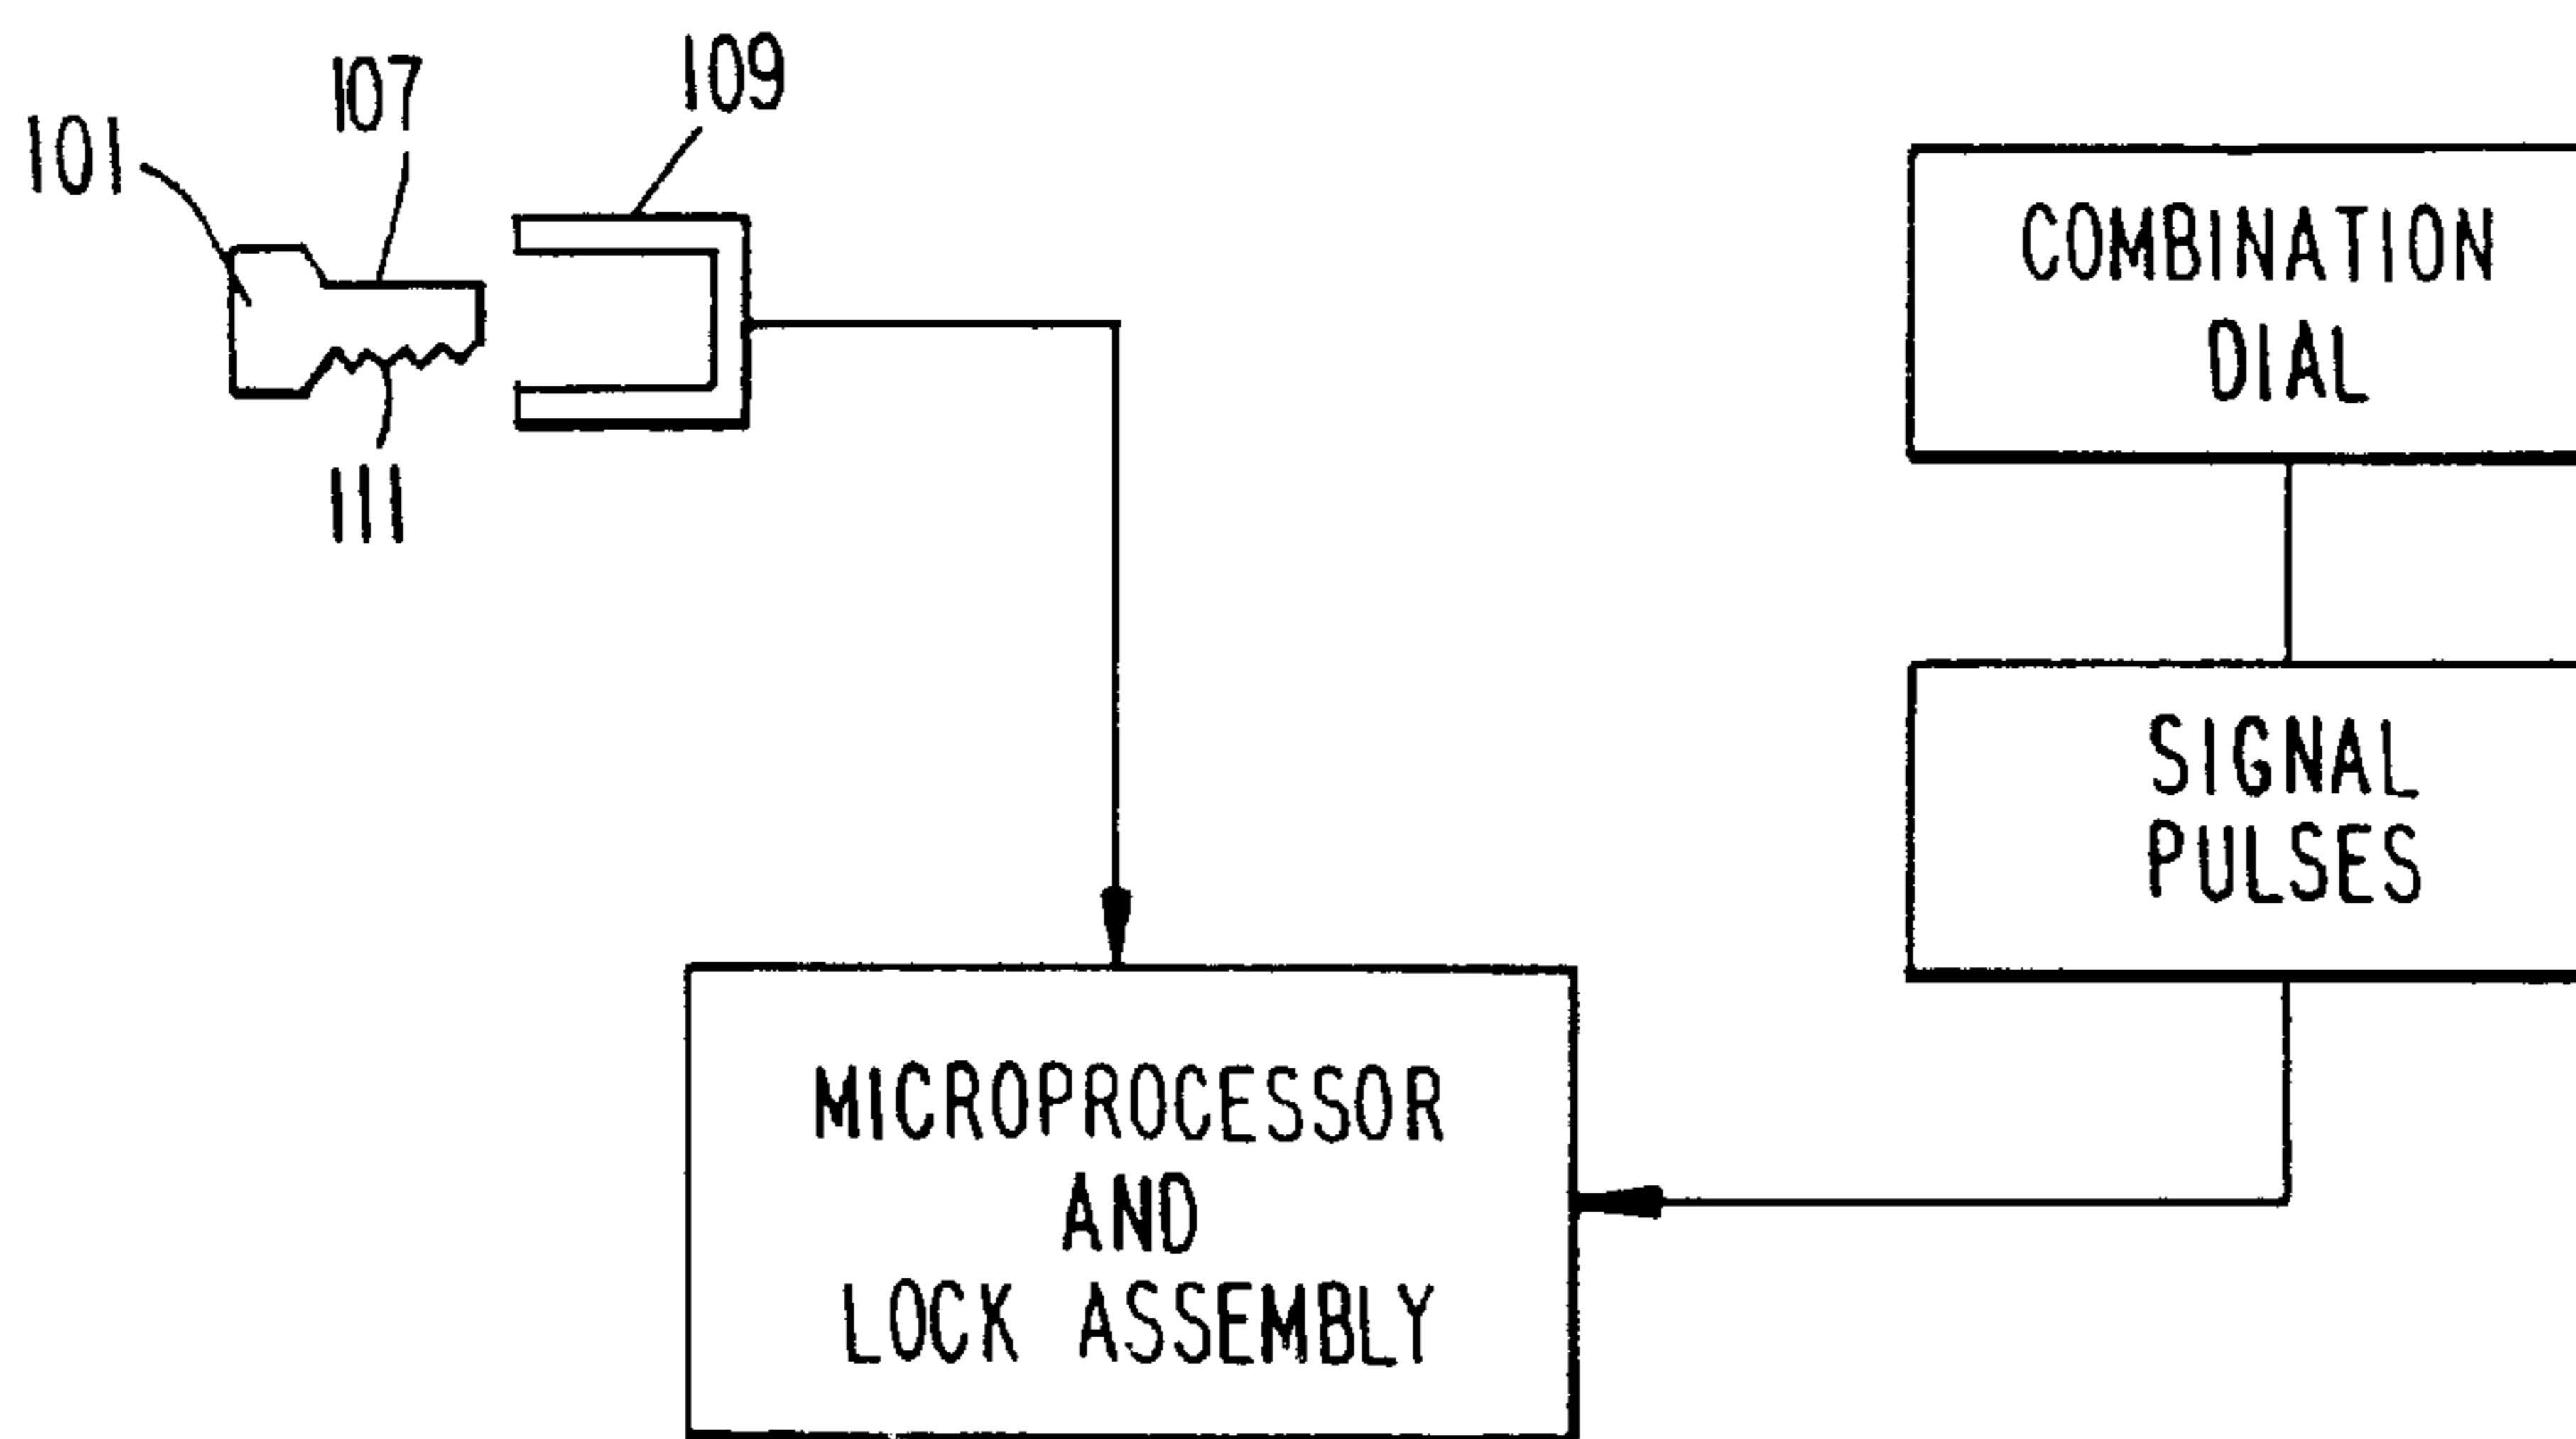 101
107
109
111
COMBINATION
DIAL
SIGNAL
PULSES
MICROPROCESSOR
AND
LOCK ASSEMBLY